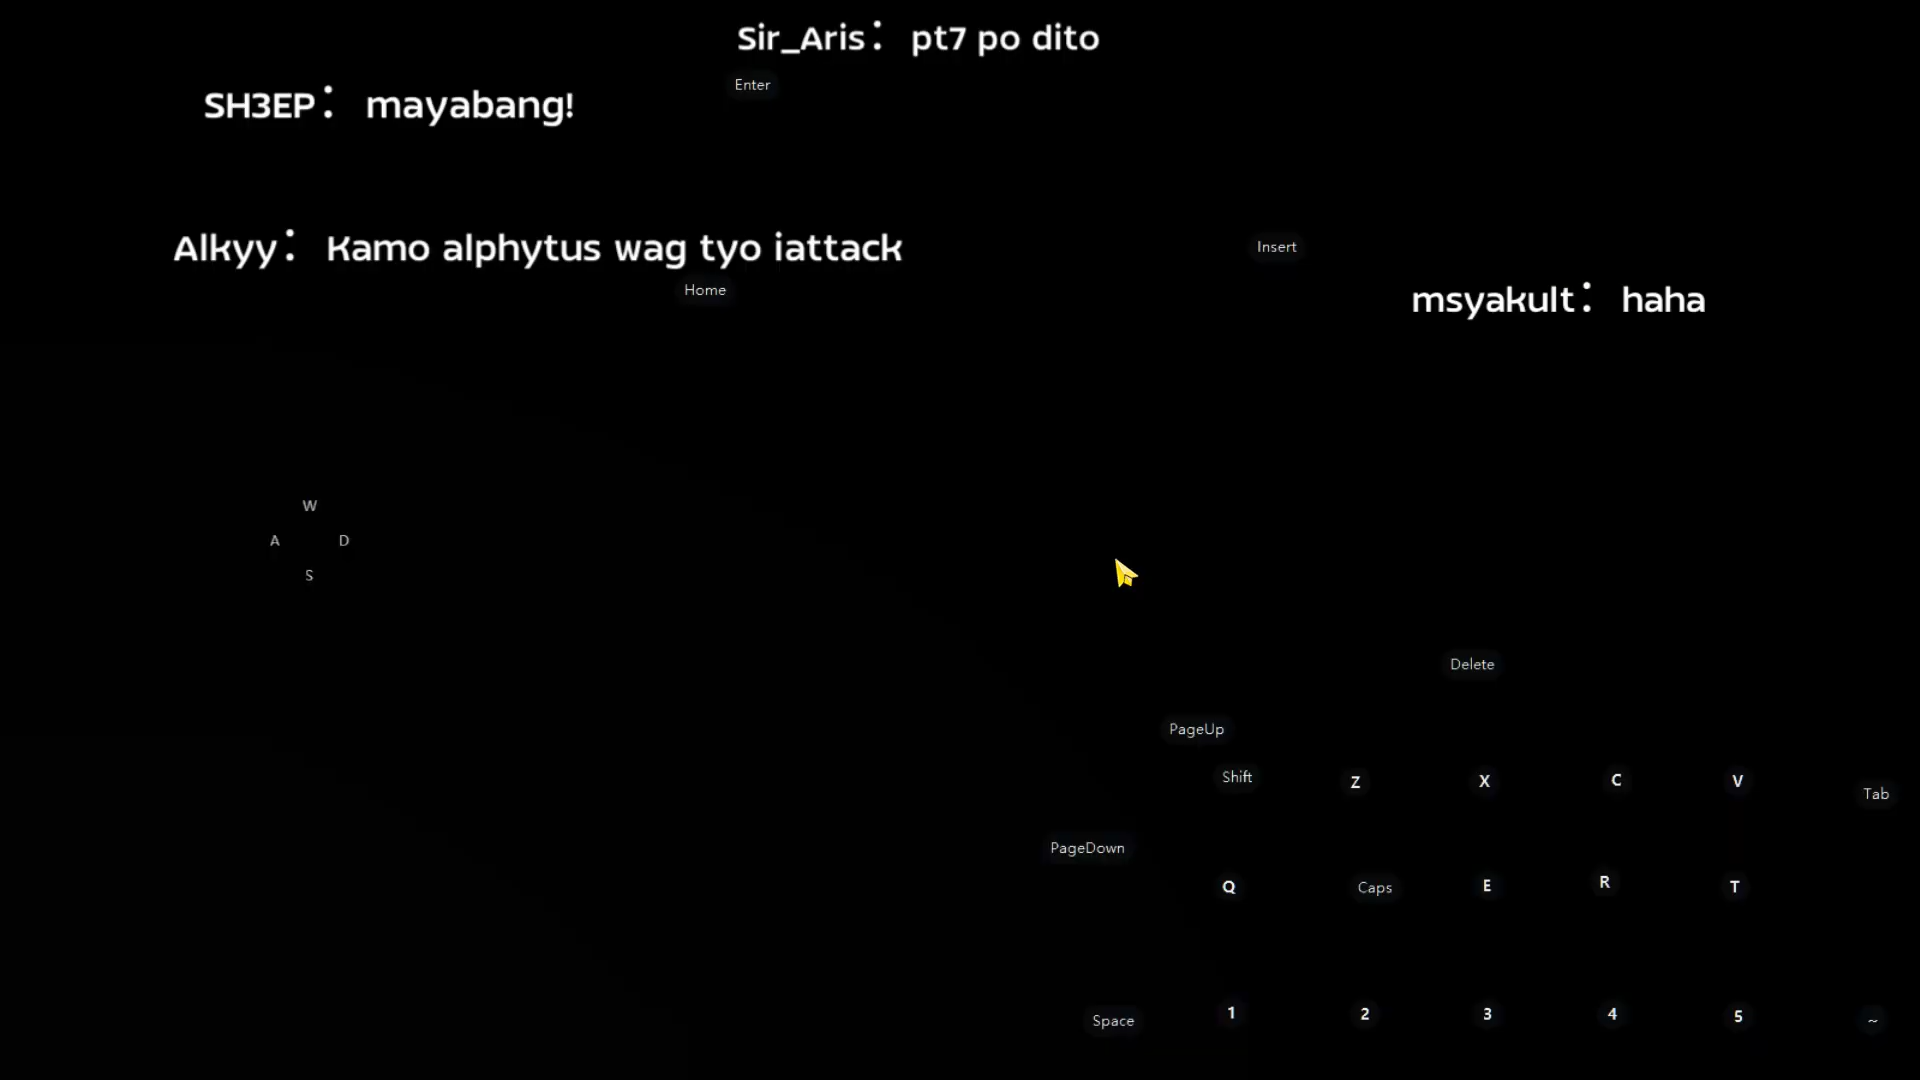 Sir_Aris： pt7 po dito
Enter
SH3EP： mayabang!
Alkyy： Kamo alphytus wag tyo iattack
Insert
Home
msyakult： haha
W
A D
S
Delete
PageUp
Shift Z X C V Tab
PageDown
Q Caps E R T
Space 1 2 3 4 5 ~